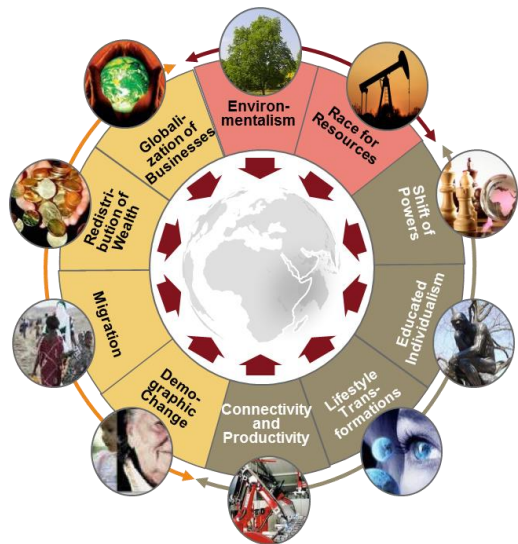 Environ-
mentalism
Race for
Resources
Shift of
Powers
Educated
Individualism
Lifestyle
Trans-
formations
Connectivity
and
Productivity
Demo-
graphic
Change
Migration
Redistri-
bution of
Wealth
Globali-
zation of
Businesses